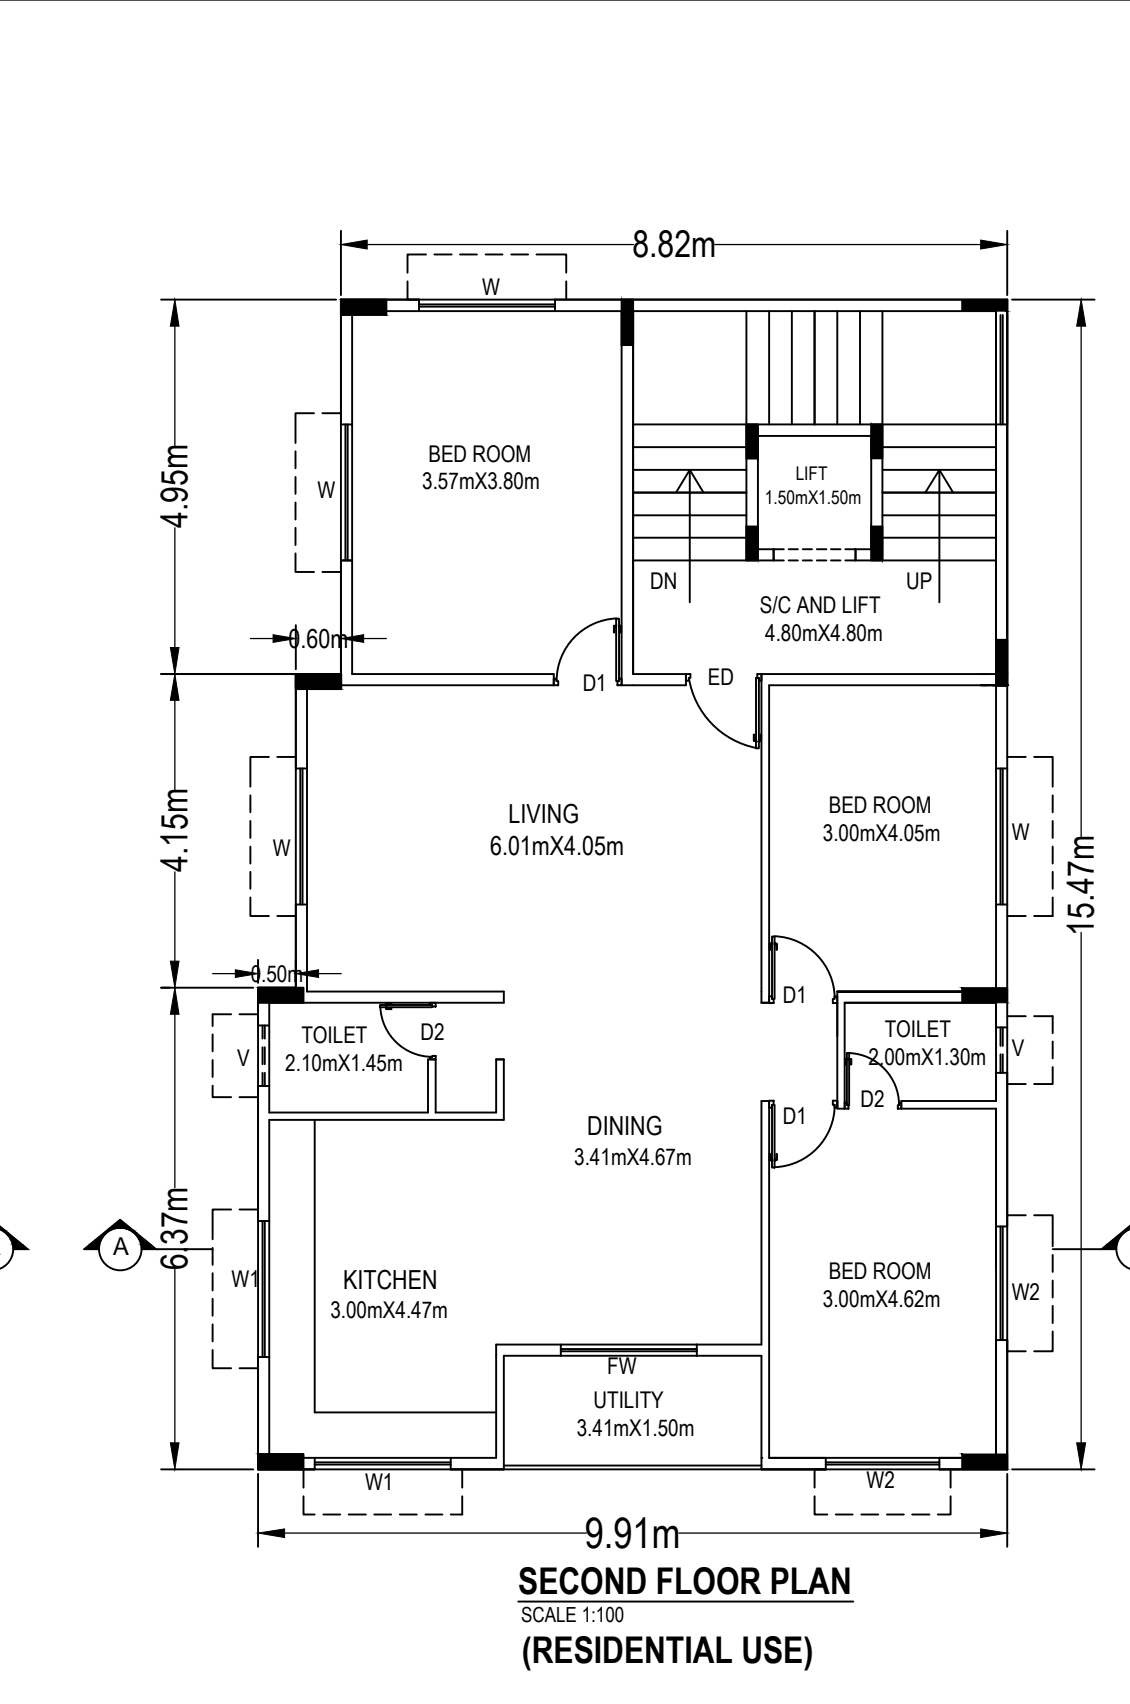 8.82m
W
BED ROOM
3.57mX3.80m
LIFT
1.50mX1.50m
W
4.95m
DN
UP
S/C AND LIFT
4.80mX4.80m
0.60m
D1
ED
LIVING
6.01mX4.05m
BED ROOM
3.00mX4.05m
W
W
4.15m
15.47m
0.50m
D1
TOILET
2.10mX1.45m
D2
V
TOILET
2.00mX1.30m
V
D2
D1
DINING
3.41mX4.67m
A
6.37m
W1
KITCHEN
3.00mX4.47m
BED ROOM
3.00mX4.62m
W2
FW
UTILITY
3.41mX1.50m
W1
W2
9.91m
SECOND FLOOR PLAN
SCALE 1:100
(RESIDENTIAL USE)